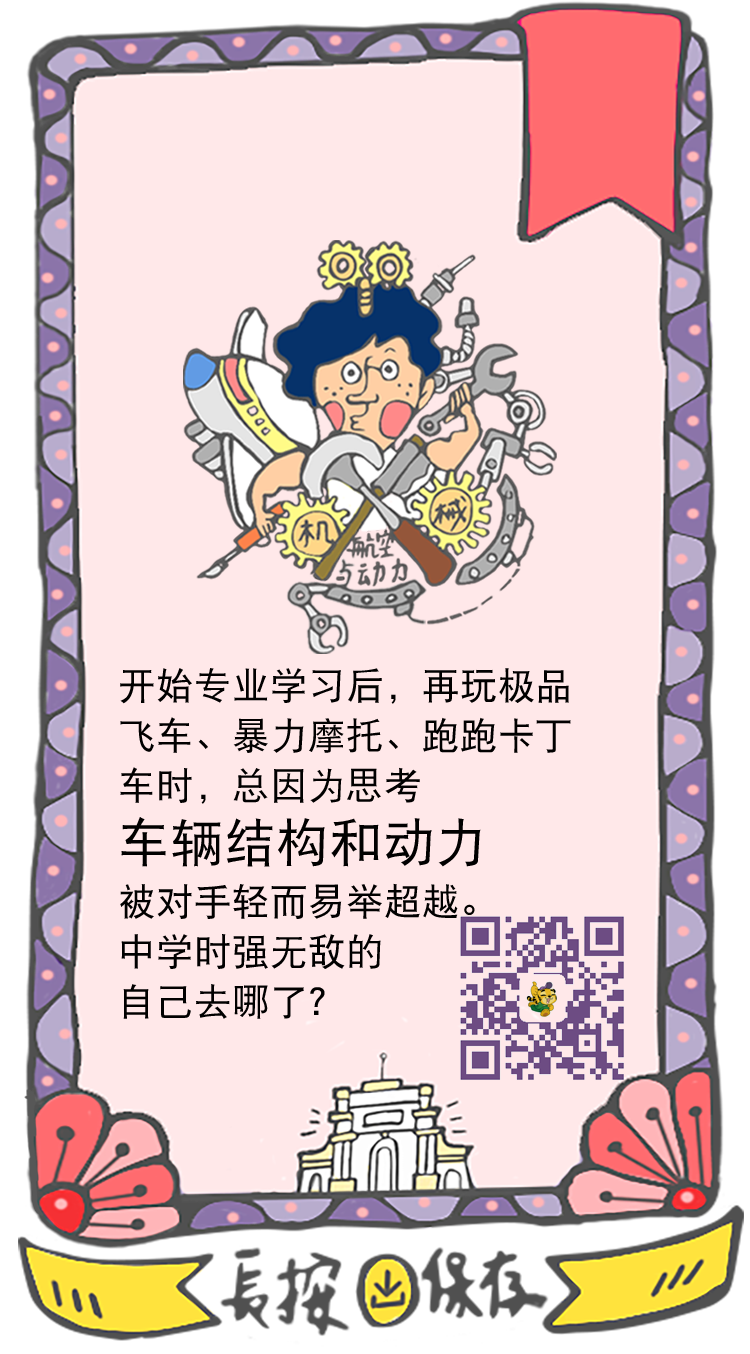 机
械
航空
与动力
开始专业学习后，再玩极品
飞车、暴力摩托、跑跑卡丁
车时，总因为思考
车辆结构和动力
被对手轻而易举超越。
中学时强无敌的
自己去哪了?
長按保存